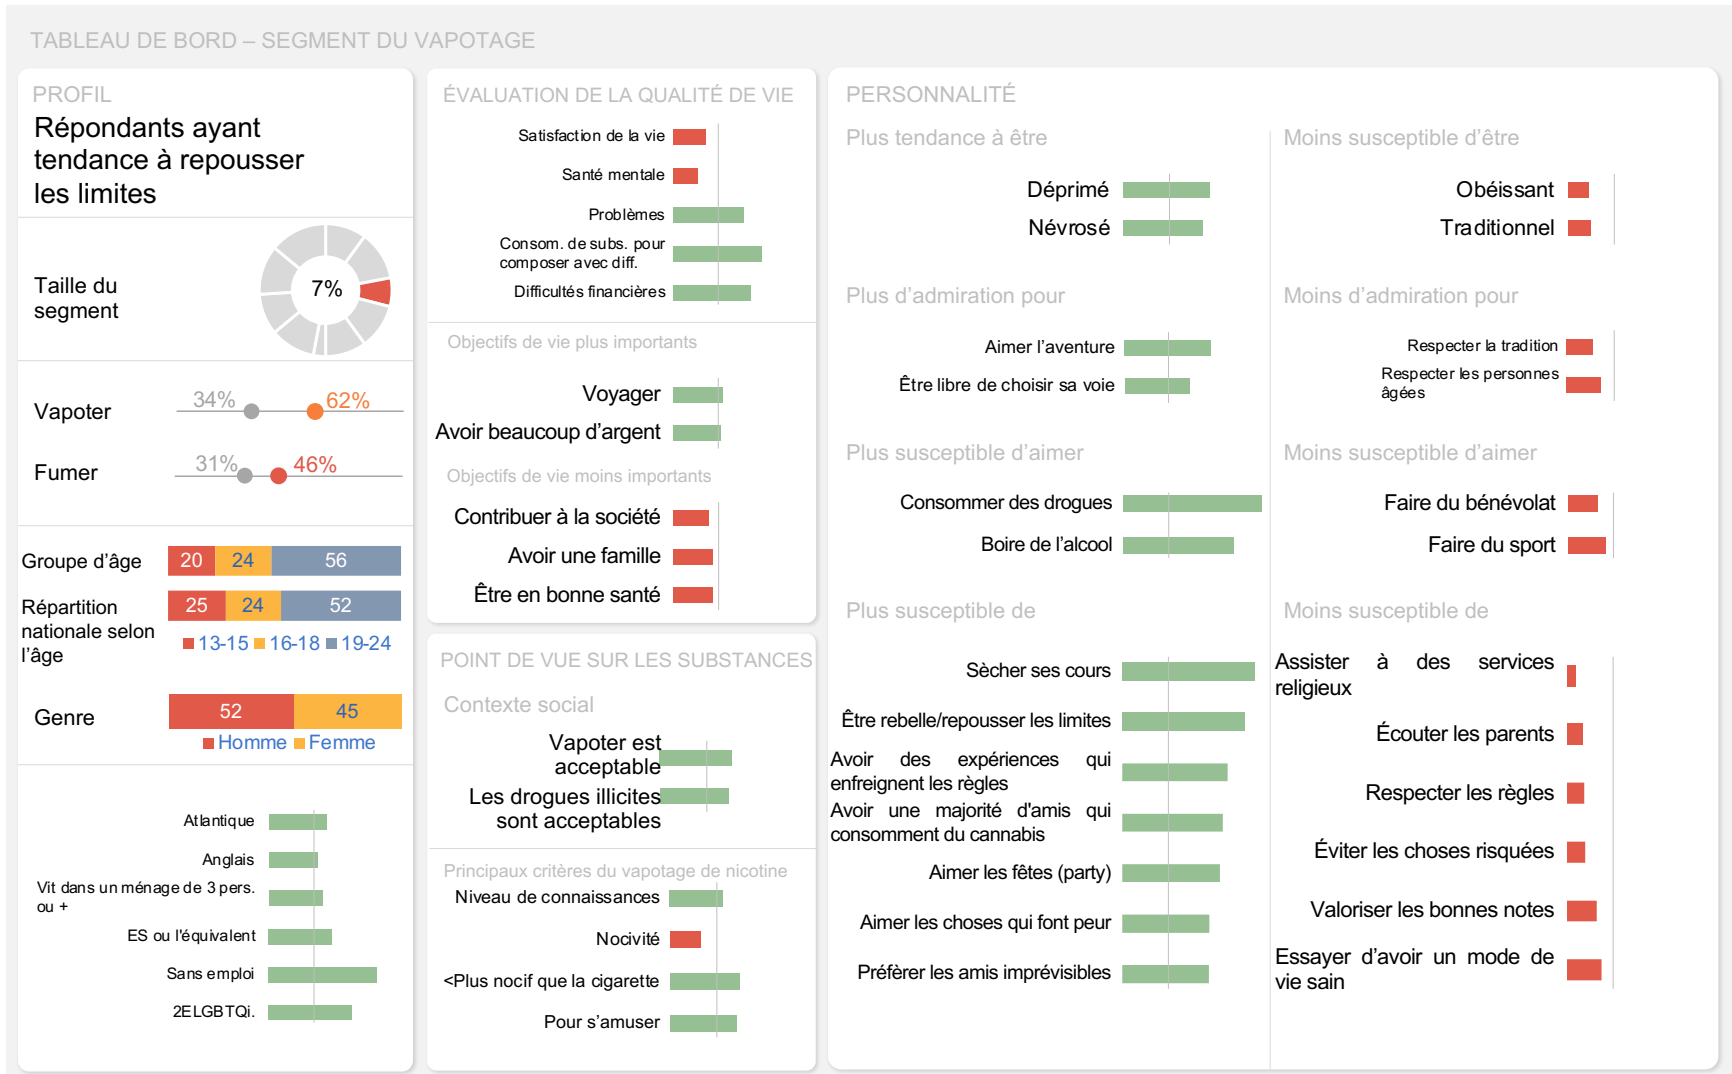 TABLEAU DE BORD – SEGMENT DU VAPOTAGE
PROFIL
Répondants ayant
tendance à repousser
les limites
Taille du
segment
7%
Vapoter
34%
62%
Fumer
31%
46%
Groupe d’âge
20 24 56
Répartition
nationale selon
l’âge
25 24 52
13-15 16-18 19-24
Genre
52 45
Homme Femme
Atlantique
Anglais
Vit dans un ménage de 3 pers.
ou +
ES ou l'équivalent
Sans emploi
2ELGBTQi.
ÉVALUATION DE LA QUALITÉ DE VIE
Satisfaction de la vie
Santé mentale
Problèmes
Consom. de subs. pour
composer avec diff.
Difficultés financières
Objectifs de vie plus importants
Voyager
Avoir beaucoup d’argent
Objectifs de vie moins importants
Contribuer à la société
Avoir une famille
Être en bonne santé
POINT DE VUE SUR LES SUBSTANCES
Contexte social
Vapoter est
acceptable
Les drogues illicites
sont acceptables
Principaux critères du vapotage de nicotine
Niveau de connaissances
Nocivité
<Plus nocif que la cigarette
Pour s’amuser
PERSONNALITÉ
Plus tendance à être
Déprimé
Névrosé
Plus d’admiration pour
Aimer l’aventure
Être libre de choisir sa voie
Plus susceptible d’aimer
Consommer des drogues
Boire de l’alcool
Plus susceptible de
Sècher ses cours
Être rebelle/repousser les limites
Avoir des expériences qui
enfreignent les règles
Avoir une majorité d'amis qui
consomment du cannabis
Aimer les fêtes (party)
Aimer les choses qui font peur
Préfèrer les amis imprévisibles
Moins susceptible d’être
Obéissant
Traditionnel
Moins d’admiration pour
Respecter la tradition
Respecter les personnes
âgées
Moins susceptible d’aimer
Faire du bénévolat
Faire du sport
Moins susceptible de
Assister à des services
religieux
Écouter les parents
Respecter les règles
Éviter les choses risquées
Valoriser les bonnes notes
Essayer d’avoir un mode de
vie sain